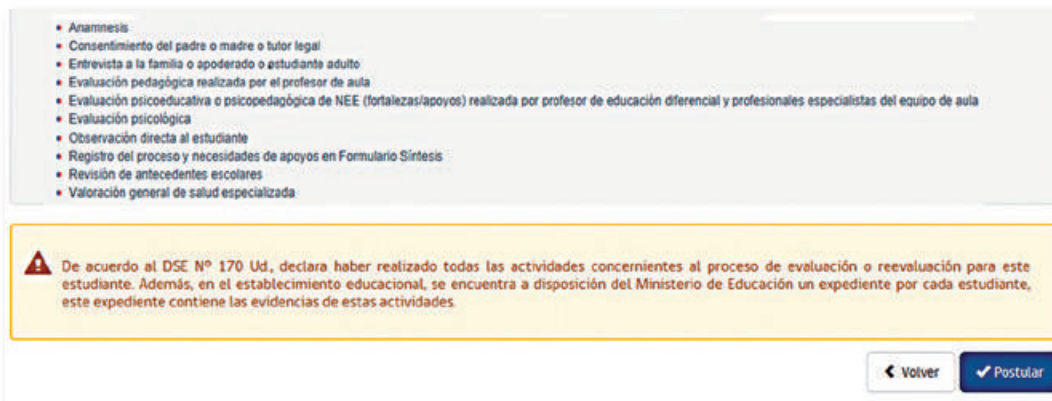 • Anamnesis
• Consentimiento del padre o madre o tutor legal
• Entrevista a la familia o apoderado o estudiante adulto
• Evaluación pedagógica realizada por el profesor de aula
• Evaluación psicoeducativa o psicopedagógica de NEE (fortalezas/apoyos) realizada por profesor de educación diferencial y profesionales especialistas del equipo de aula
• Evaluación psicológica
• Observación directa al estudiante
• Registro del proceso y necesidades de apoyos en Formulario Síntesis
• Revisión de antecedentes escolares
• Valoración general de salud especializada
De acuerdo al DSE Nº 170 Ud., declara haber realizado todas las actividades concernientes al proceso de evaluación o reevaluación para este
estudiante. Además, en el establecimiento educacional, se encuentra a disposición del Ministerio de Educación un expediente por cada estudiante,
este expediente contiene las evidencias de estas actividades.
Volver
Postular